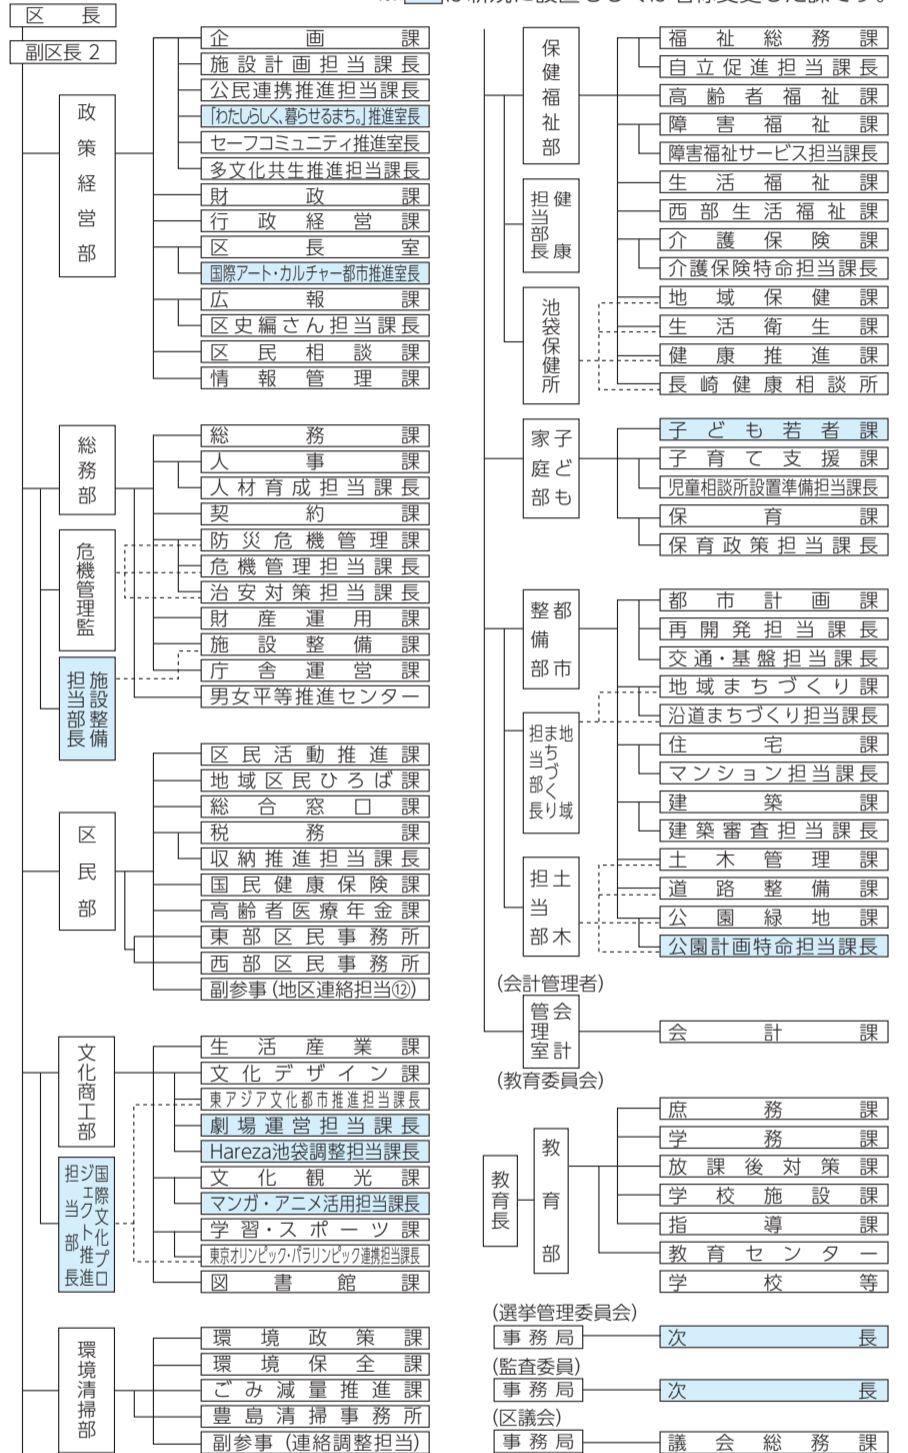 区長
副区長 2
政策経営部
企画課
施設計画担当課長
公民連携推進担当課長
「わたしらしく、暮らせるまち。」推進室長
セーフコミュニティ推進室長
多文化共生推進担当課長
財政課
行政経営課
区長室
国際アート・カルチャー都市推進室長
広報課
区史編さん担当課長
区民相談課
情報管理課
総務部
危機管理監
施設整備担当部長
総務課
人事課
人材育成担当課長
契約課
防災危機管理課
危機管理担当課長
治安対策担当課長
財産運用課
施設整備課
庁舎運営課
男女平等推進センター
区民部
区民活動推進課
地域区民ひろば課
総合窓口課
税務課
収納推進担当課長
国民健康保険課
高齢者医療年金課
東部区民事務所
西部区民事務所
副参事(地区連絡担当⑫)
文化商工部
国際文化プロジェクト推進担当部長
生活産業課
文化デザイン課
東アジア文化都市推進担当課長
劇場運営担当課長
Hareza池袋調整担当課長
文化観光課
マンガ・アニメ活用担当課長
学習・スポーツ課
東京オリンピック・パラリンピック連携担当課長
図書館課
環境清掃部
環境政策課
環境保全課
ごみ減量推進課
豊島清掃事務所
副参事(連絡調整担当)
保健福祉部
健康担当部長
池袋保健所
福祉総務課
自立促進担当課長
高齢者福祉課
障害福祉課
障害福祉サービス担当課長
生活福祉課
西部生活福祉課
介護保険課
介護保険特命担当課長
地域保健課
生活衛生課
健康推進課
長崎健康相談所
子ども家庭部
子ども若者課
子育て支援課
児童相談所設置準備担当課長
保育課
保育政策担当課長
都市整備部
地域まちづくり担当部長
土木担当部
都市計画課
再開発担当課長
交通・基盤担当課長
地域まちづくり課
沿道まちづくり担当課長
住宅課
マンション担当課長
建築課
建築審査担当課長
土木管理課
道路整備課
公園緑地課
公園計画特命担当課長
(会計管理者)
会計管理室
会計課
(教育委員会)
教育長
教育部
庶務課
学務課
放課後対策課
学校施設課
指導課
教育センター
学校等
(選挙管理委員会)
事務局
次長
(監査委員)
事務局
次長
(区議会)
事務局
議会総務課